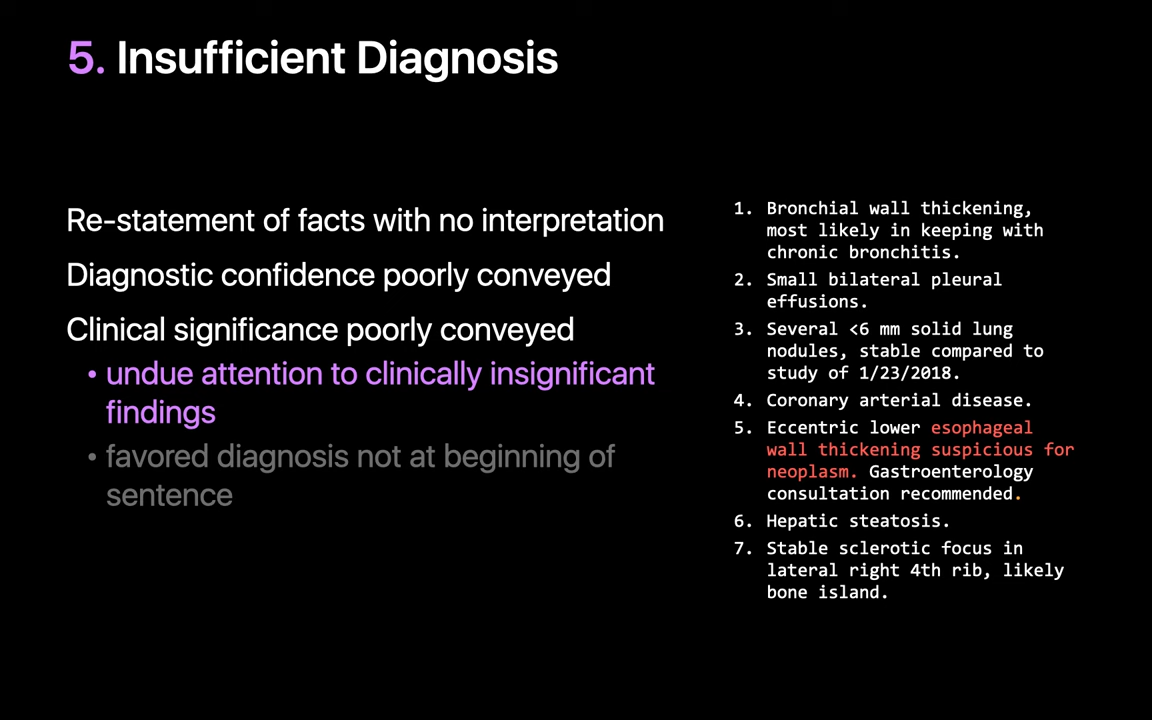 5. Insufficient Diagnosis
Re-statement of facts with no interpretation
Diagnostic confidence poorly conveyed
Clinical significance poorly conveyed
• undue attention to clinically insignificant
findings
• favored diagnosis not at beginning of
sentence
1. Bronchial wall thickening,
most likely in keeping with
chronic bronchitis.
2. Small bilateral pleural
effusions.
3. Several <6 mm solid lung
nodules, stable compared to
study of 1/23/2018.
4. Coronary arterial disease.
5. Eccentric lower esophageal
wall thickening suspicious for
neoplasm. Gastroenterology
consultation recommended.
6. Hepatic steatosis.
7. Stable sclerotic focus in
lateral right 4th rib, likely
bone island.